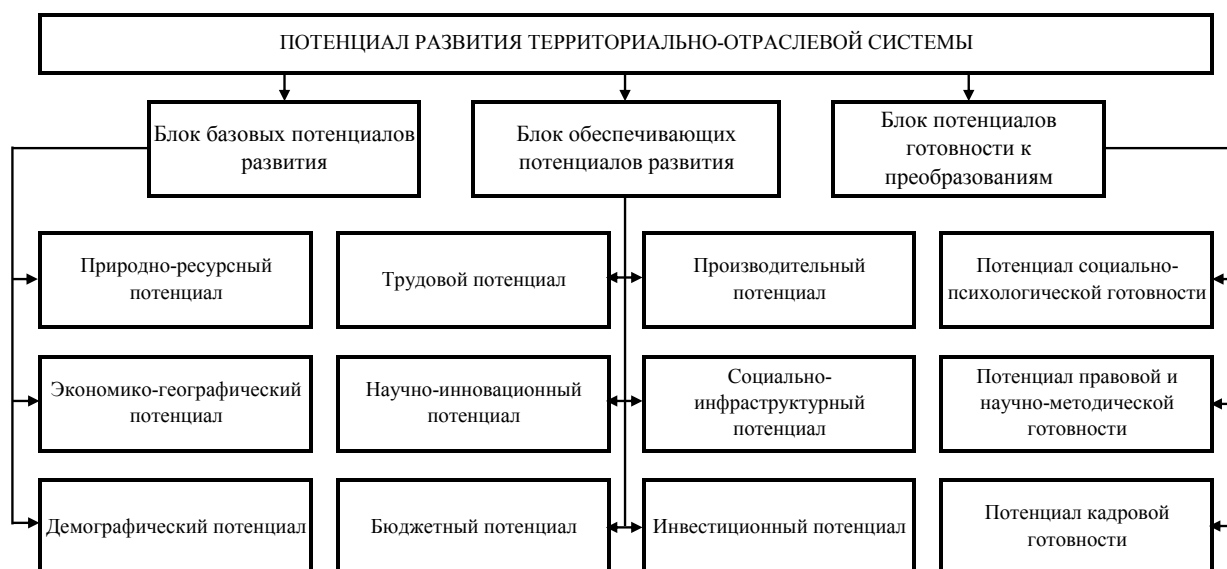 ПОТЕНЦИАЛ РАЗВИТИЯ ТЕРРИТОРИАЛЬНО-ОТРАСЛЕВОЙ СИСТЕМЫ
Блок базовых потенциалов
развития
Блок обеспечивающих
потенциалов развития
Блок потенциалов
готовности к
преобразованиям
Природно-ресурсный
потенциал
Трудовой потенциал
Производительный
потенциал
Потенциал социально-
психологической готовности
Экономико-географический
потенциал
Научно-инновационный
потенциал
Социально-
инфраструктурный
потенциал
Потенциал правовой и
научно-методической
готовности
Демографический потенциал
Бюджетный потенциал
Инвестиционный потенциал
Потенциал кадровой
готовности